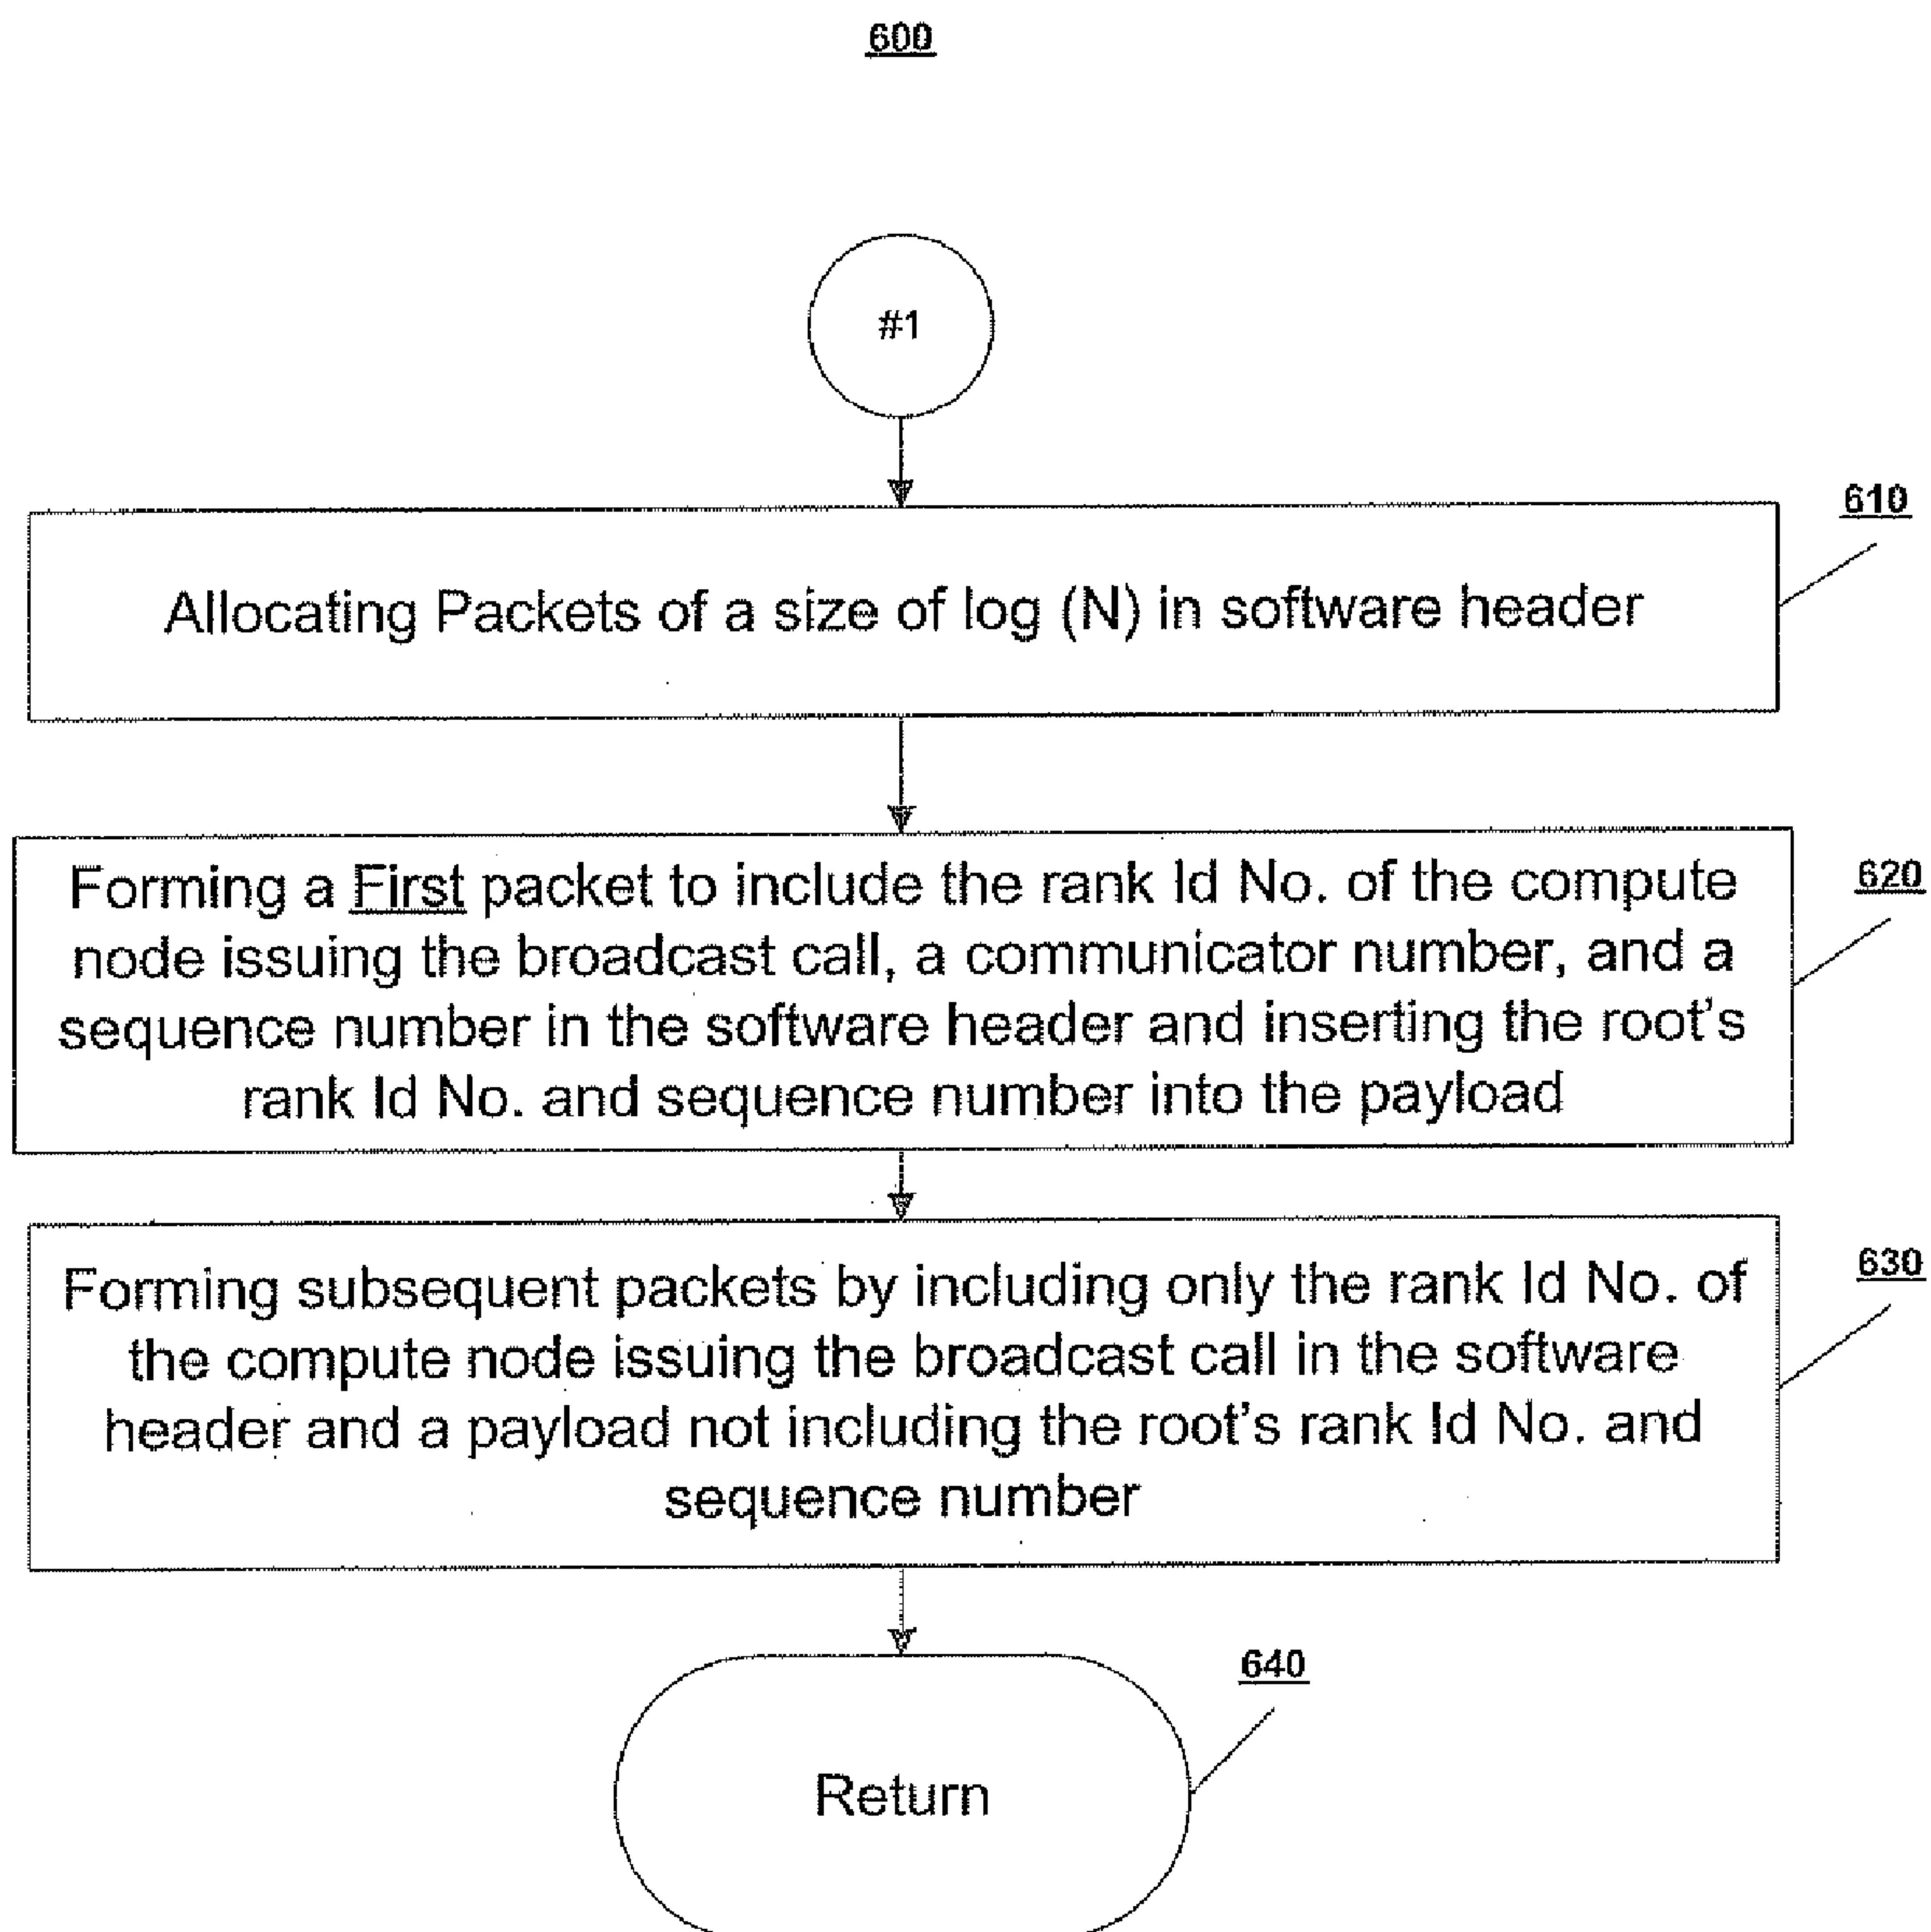 600
#1
610
Allocating Packets of a size of log (N) in software header
620
Forming a First packet to include the rank Id No. of the compute
node issuing the broadcast call, a communicator number, and a
sequence number in the software header and inserting the root's
rank Id No. and sequence number into the payload
630
Forming subsequent packets by including only the rank Id No. of
the compute node issuing the broadcast call in the software
header and a payload not including the root's rank Id No. and
sequence number
640
Return